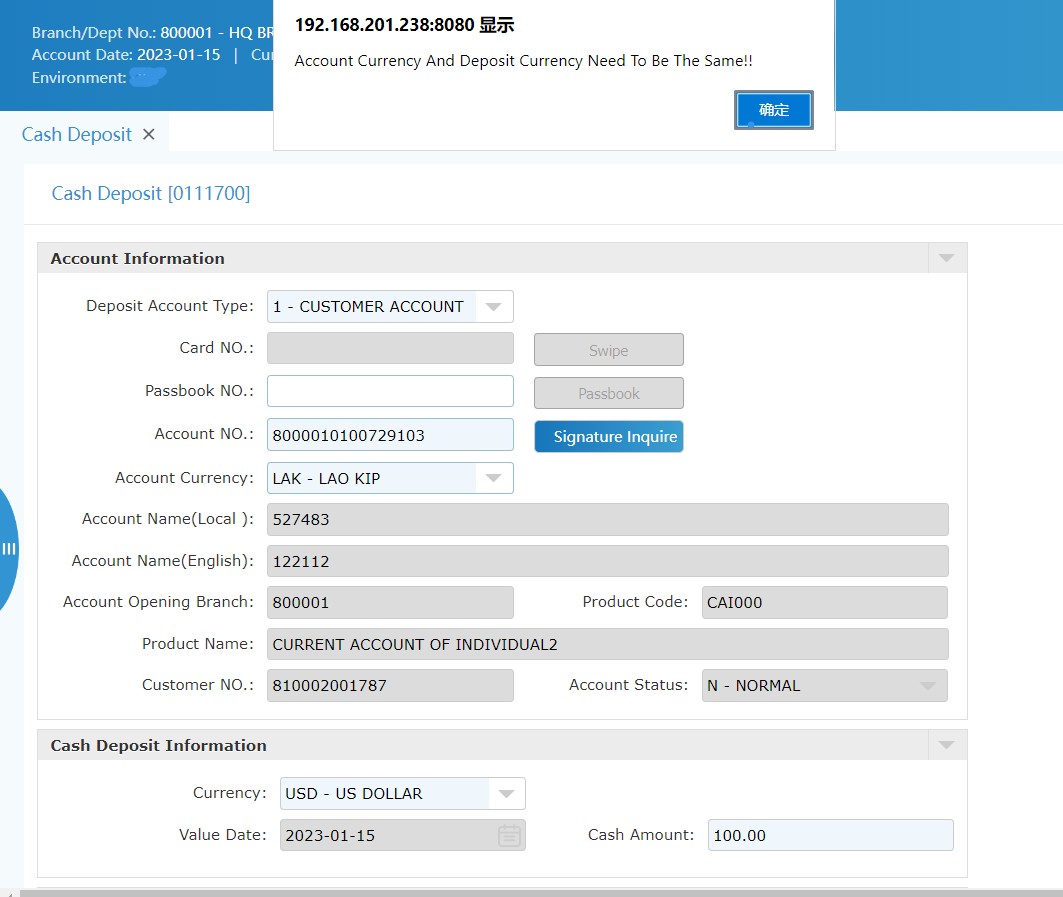 Branch/Dept No.: 800001 - HQ BR
Account Date: 2023-01-15 | Cu
Environment:
192.168.201.238:8080 显示
Account Currency And Deposit Currency Need To Be The Same!!
确定
Cash Deposit ✕
Cash Deposit [0111700]
Account Information
Deposit Account Type: 1 - CUSTOMER ACCOUNT
Card NO.: Swipe
Passbook NO.: Passbook
Account NO.: 8000010100729103 Signature Inquire
Account Currency: LAK - LAO KIP
Account Name(Local ): 527483
Account Name(English): 122112
Account Opening Branch: 800001 Product Code: CAI000
Product Name: CURRENT ACCOUNT OF INDIVIDUAL2
Customer NO.: 810002001787 Account Status: N - NORMAL
Cash Deposit Information
Currency: USD - US DOLLAR
Value Date: 2023-01-15 Cash Amount: 100.00